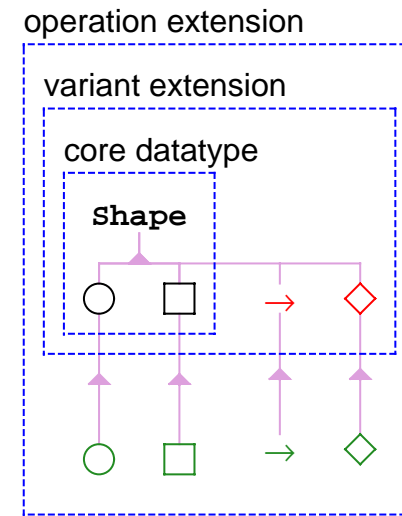 operation extension
variant extension
core datatype
Shape